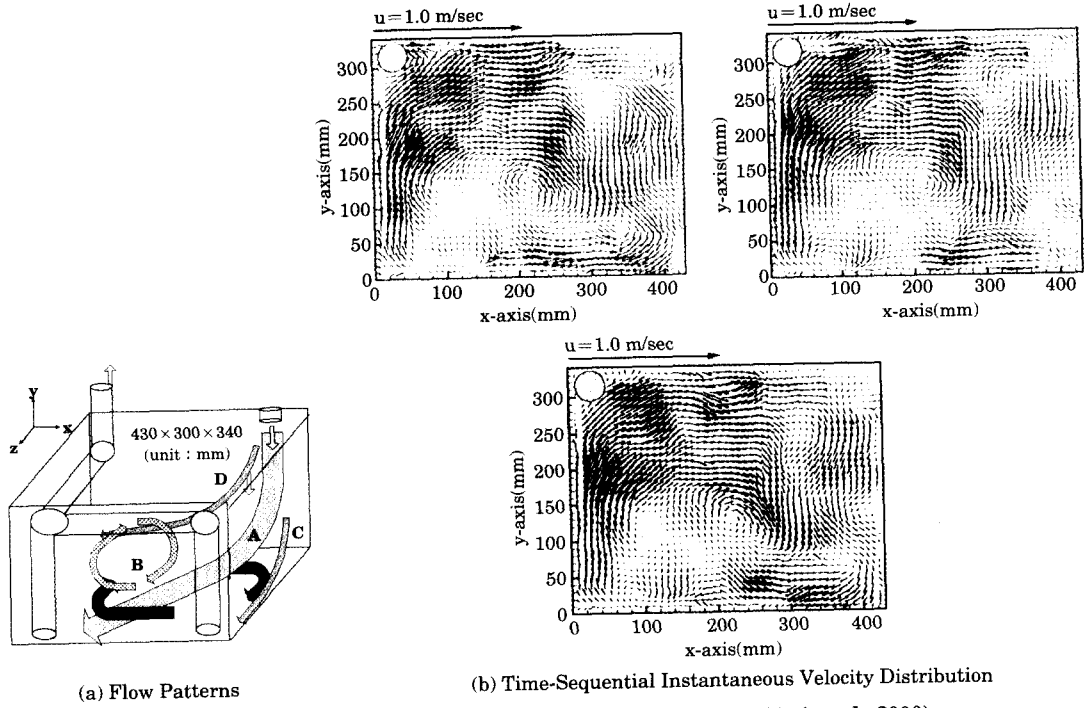 u=1.0 m/sec
300
250
200
150
100
50
0
y-axis(mm)
0
100
200
300
400
x-axis(mm)
u=1.0 m/sec
300
250
200
150
100
50
0
y-axis(mm)
0
100
200
300
400
x-axis(mm)
u=1.0 m/sec
300
250
200
150
100
50
0
y-axis(mm)
0
100
200
300
400
x-axis(mm)
y
x
z
430×300×340
(unit : mm)
D
A
C
B
(a) Flow Patterns
(b) Time-Sequential Instantaneous Velocity Distribution